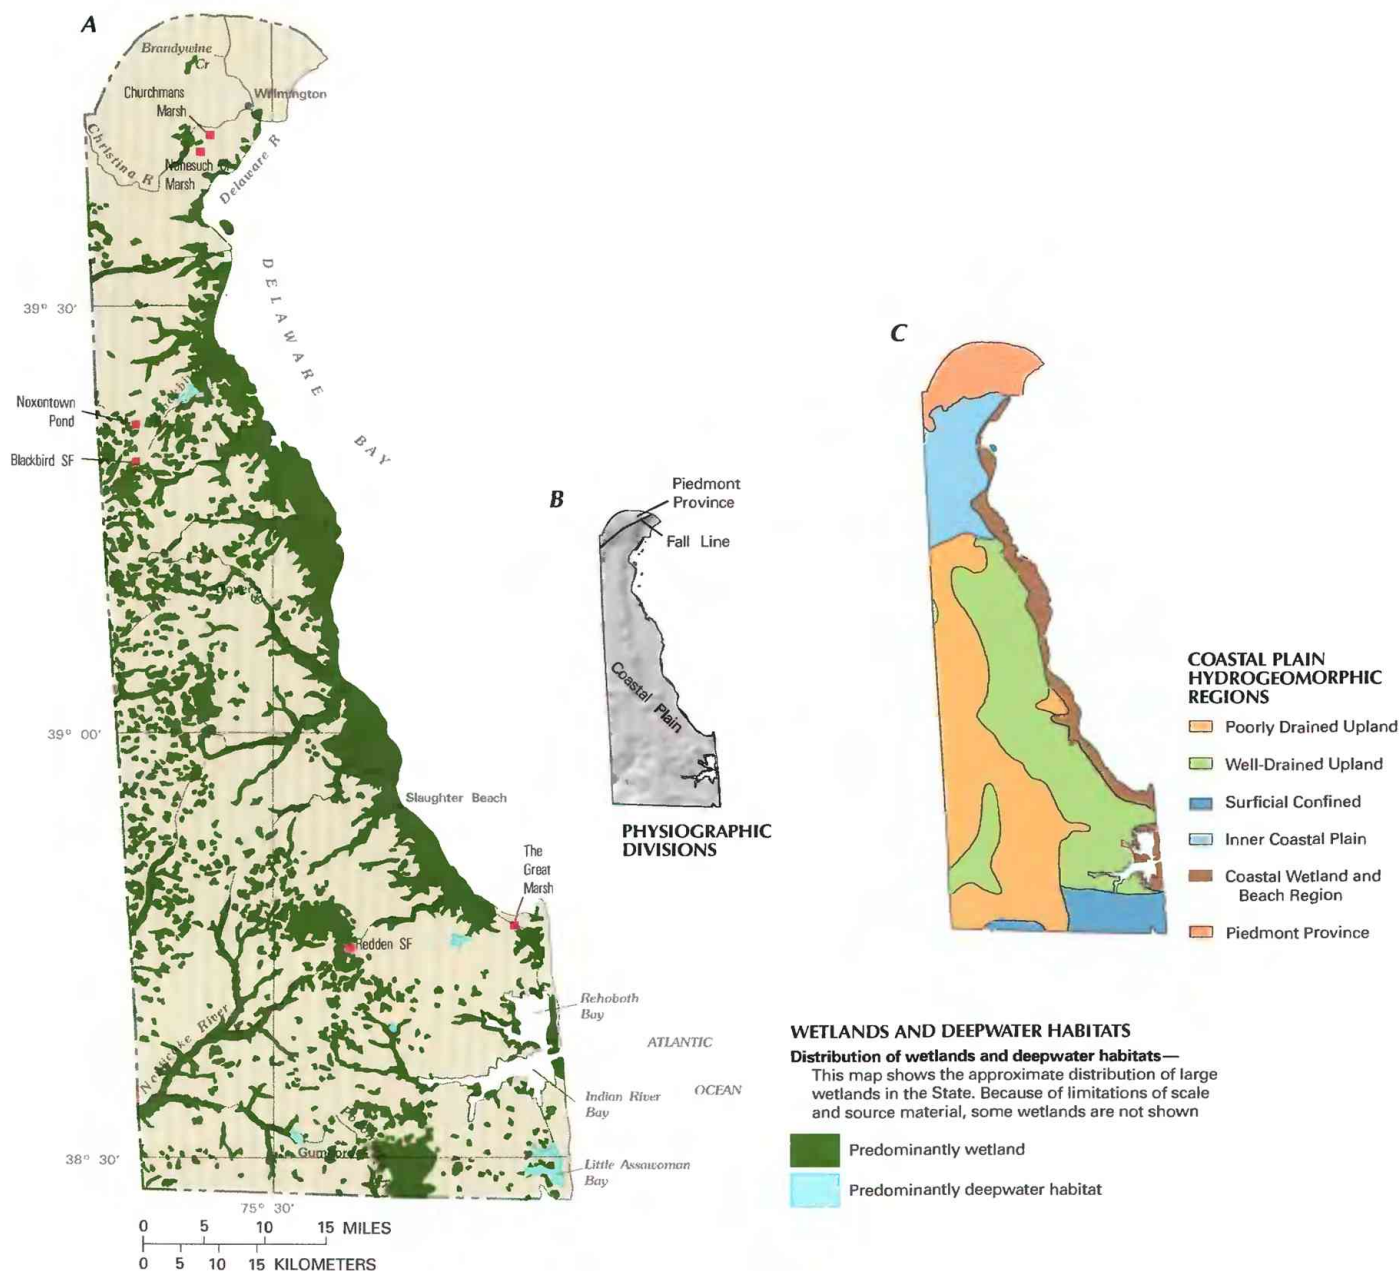 A
Brandywine
Cr
Churchmans
Marsh
Wilmington
Christina R
Marsh
Delaware R
DELAWARE
BAY
39° 30'
Noxontown
Pond
Blackbird SF
39° 00'
Slaughter Beach
The
Great
Marsh
Redden SF
Nanticoke River
Rehoboth
Bay
ATLANTIC
OCEAN
Indian River
Bay
Little Assawoman
Bay
38° 30'
75° 30'
0 5 10 15 MILES
0 5 10 15 KILOMETERS
B
Piedmont
Province
Fall Line
Coastal Plain
PHYSIOGRAPHIC
DIVISIONS
C
COASTAL PLAIN
HYDROGEOMORPHIC
REGIONS
Poorly Drained Upland
Well-Drained Upland
Surficial Confined
Inner Coastal Plain
Coastal Wetland and
Beach Region
Piedmont Province
WETLANDS AND DEEPWATER HABITATS
Distribution of wetlands and deepwater habitats—
This map shows the approximate distribution of large
wetlands in the State. Because of limitations of scale
and source material, some wetlands are not shown
Predominantly wetland
Predominantly deepwater habitat